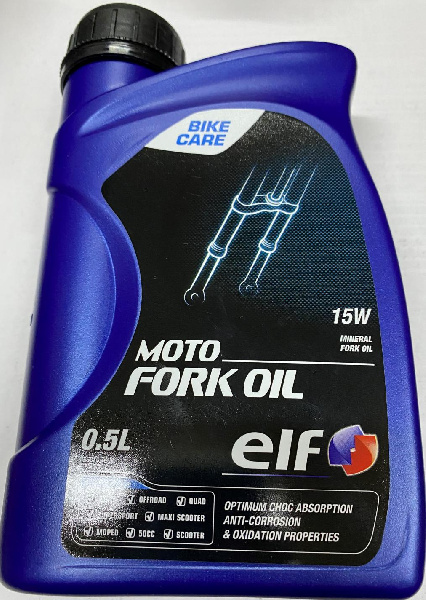 BIKE
CARE
15W
MINERAL
FORK OIL
MOTO
FORK OIL
0.5L
elf
OFFROAD QUAD
MAXI SCOOTER
MOPED 50CC SCOOTER
OPTIMUM CHOC ABSORPTION
ANTI-CORROSION
& OXIDATION PROPERTIES